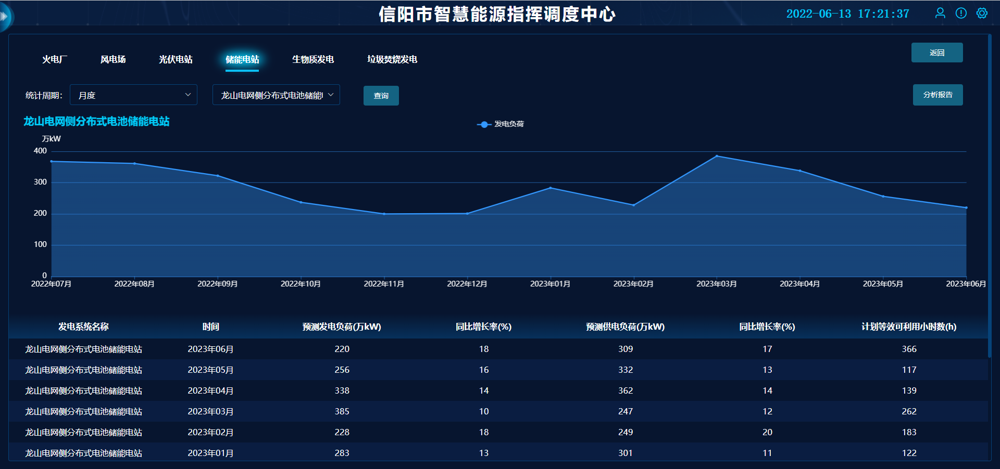 信阳市智慧能源指挥调度中心
2022-06-13 17:21:37
火电厂 风电场 光伏电站 储能电站 生物质发电 垃圾焚烧发电 返回
统计周期: 月度 龙山电网侧分布式电池储能 查询 分析报告
龙山电网侧分布式电池储能电站
发电负荷
万kW
400
300
200
100
0
2022年07月 2022年08月 2022年09月 2022年10月 2022年11月 2022年12月 2023年01月 2023年02月 2023年03月 2023年04月 2023年05月 2023年06月
发电系统名称 时间 预测发电负荷(万kW) 同比增长率(%) 预测供电负荷(万kW) 同比增长率(%) 计划等效可利用小时数(h)
龙山电网侧分布式电池储能电站 2023年06月 220 18 309 17 366
龙山电网侧分布式电池储能电站 2023年05月 256 16 332 13 117
龙山电网侧分布式电池储能电站 2023年04月 338 14 362 14 139
龙山电网侧分布式电池储能电站 2023年03月 385 10 247 12 262
龙山电网侧分布式电池储能电站 2023年02月 228 18 249 20 183
龙山电网侧分布式电池储能电站 2023年01月 283 13 301 11 122